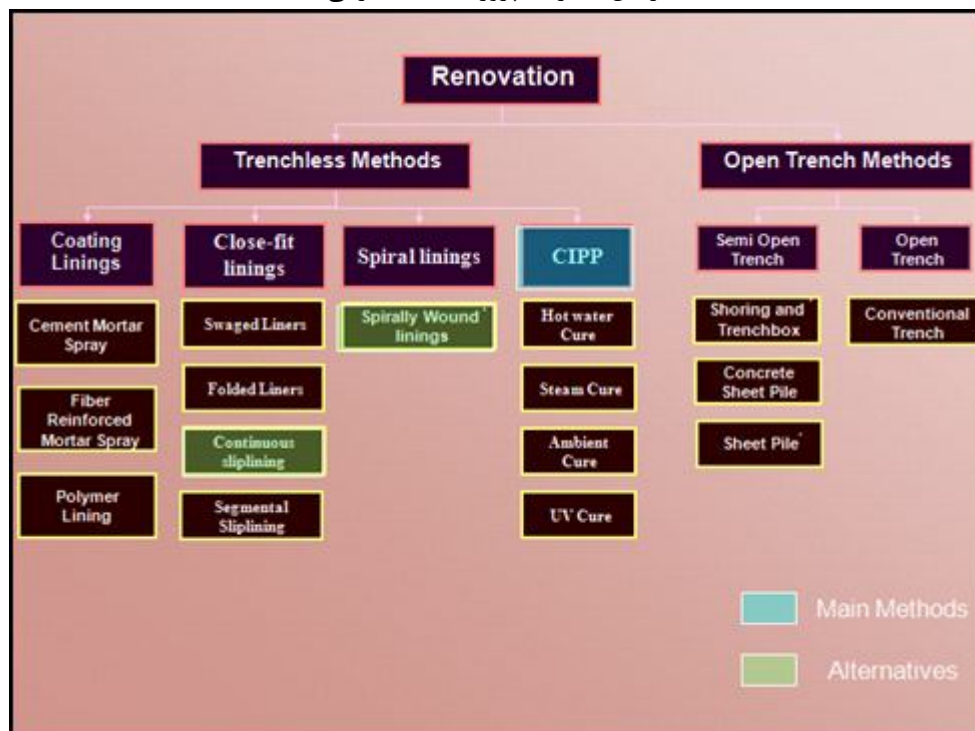 Renovation
Trenchless Methods
Open Trench Methods
Coating
Linings
Close-fit
linings
Spiral linings
CIPP
Semi Open
Trench
Open
Trench
Cement Mortar
Spray
Fiber
Reinforced
Mortar Spray
Polymer
Lining
Swaged Liners
Folded Liners
Continuous
sliplining
Segmental
Sliplining
Spirally Wound
linings
Hot water
Cure
Steam Cure
Ambient
Cure
UV Cure
Shoring and
Trenchbox
Concrete
Sheet Pile
Sheet Pile
Conventional
Trench
Main Methods
Alternatives